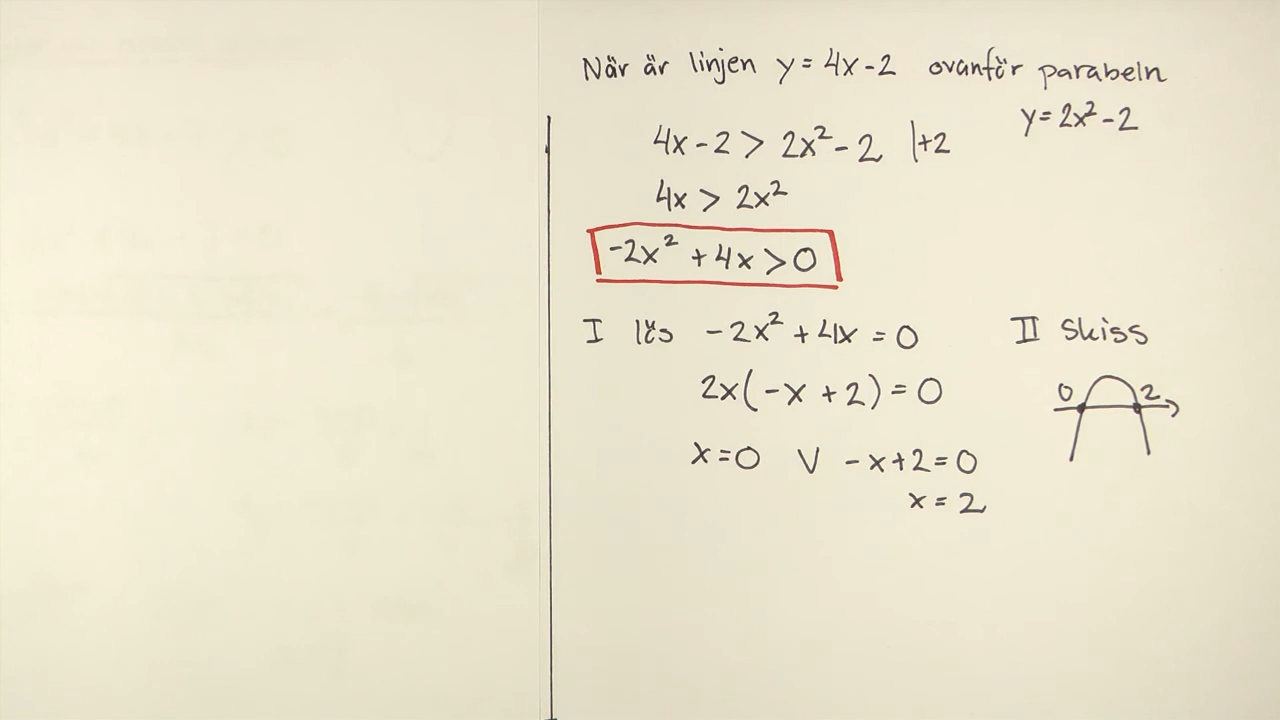 När är linjen y = 4x - 2 ovanför parabeln
y = 2x² - 2
4x - 2 > 2x² - 2 |+2
4x > 2x²
-2x² + 4x > 0
I lös -2x² + 4x = 0
2x(-x + 2) = 0
x = 0 V -x + 2 = 0
x = 2
II Skiss
0 2